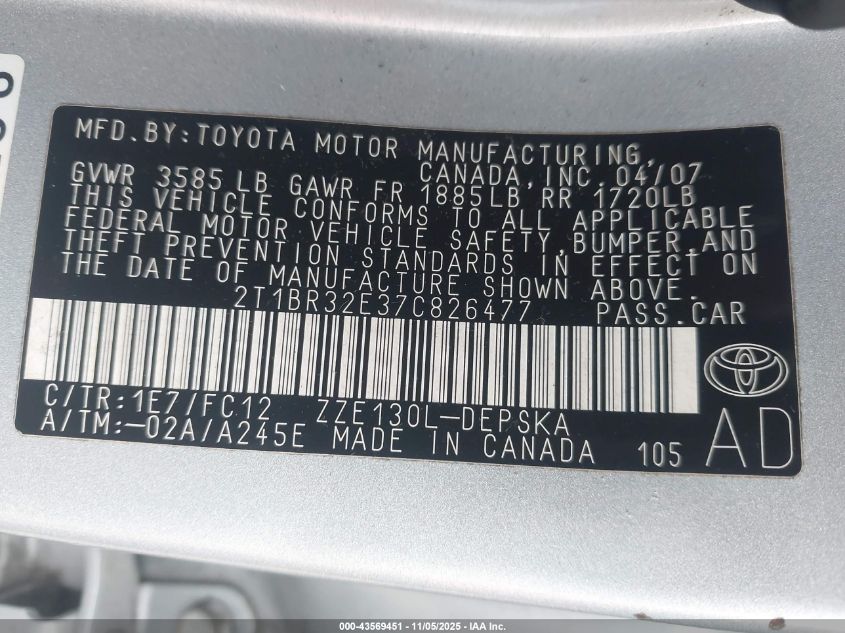 MFD.BY:TOYOTA MOTOR MANUFACTURING,
CANADA, INC. 04/07
GVWR 3585 LB GAWR FR 1885LB RR 1720LB
THIS VEHICLE CONFORMS TO ALL APPLICABLE
FEDERAL MOTOR VEHICLE SAFETY,BUMPER,AND
THEFT PREVENTION STANDARDS IN EFFECT ON
THE DATE OF MANUFACTURE SHOWN ABOVE.
2T1BR32E37C826477 PASS.CAR
C/TR:1E7/FC12 ZZE130L-DEPSKA
A/TM:-02A/A245E MADE IN CANADA 105
AD
000-43569451 - 11/05/2025 - IAA Inc.